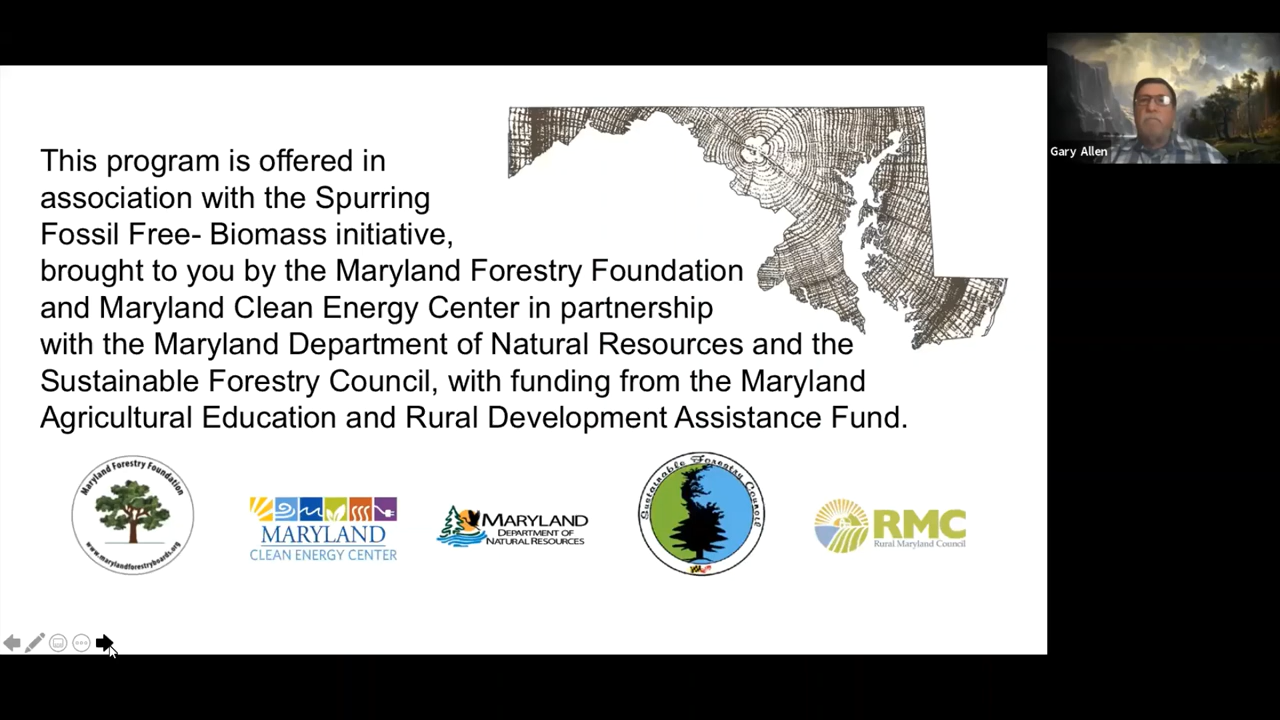 This program is offered in
association with the Spurring
Fossil Free- Biomass initiative,
brought to you by the Maryland Forestry Foundation
and Maryland Clean Energy Center in partnership
with the Maryland Department of Natural Resources and the
Sustainable Forestry Council, with funding from the Maryland
Agricultural Education and Rural Development Assistance Fund.
Gary Allen
Maryland Forestry Foundation
www.marylandforestryboards.org
MARYLAND
CLEAN ENERGY CENTER
MARYLAND
DEPARTMENT OF
NATURAL RESOURCES
Sustainable Forestry Council
RMC
Rural Maryland Council